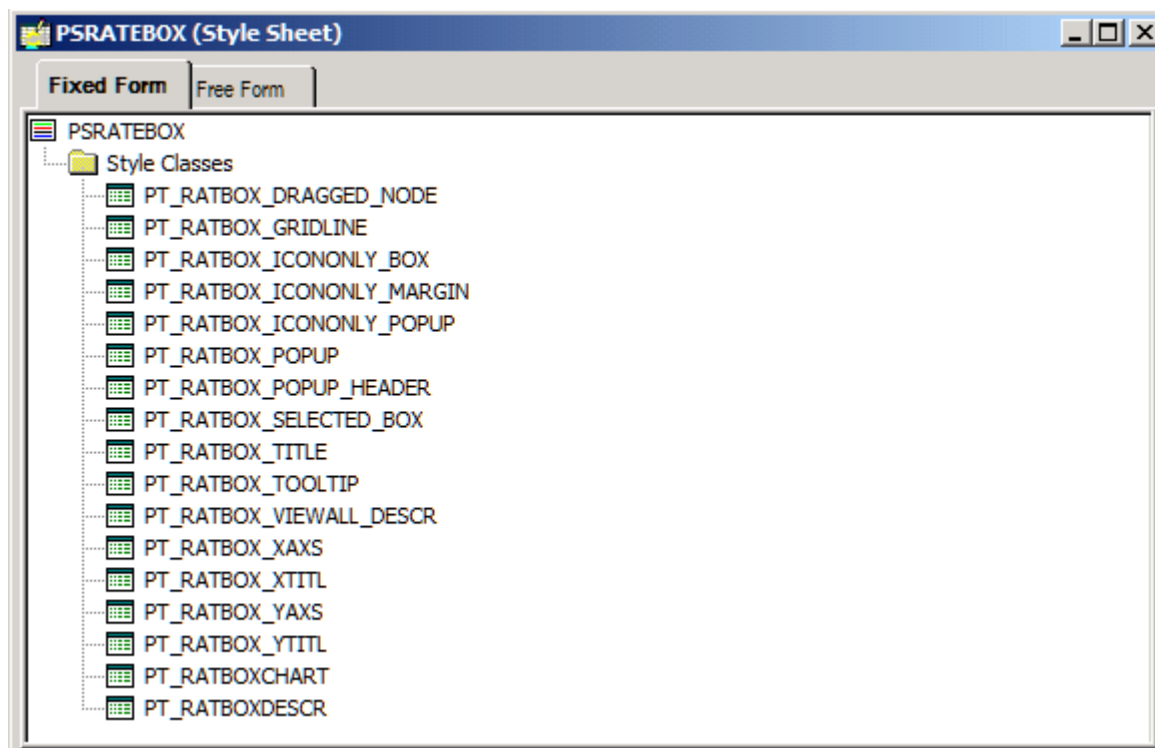 PSRATEBOX (Style Sheet)
Fixed Form Free Form
PSRATEBOX
Style Classes
PT_RATBOX_DRAGGED_NODE
PT_RATBOX_GRIDLINE
PT_RATBOX_ICONONLY_BOX
PT_RATBOX_ICONONLY_MARGIN
PT_RATBOX_ICONONLY_POPUP
PT_RATBOX_POPUP
PT_RATBOX_POPUP_HEADER
PT_RATBOX_SELECTED_BOX
PT_RATBOX_TITLE
PT_RATBOX_TOOLTIP
PT_RATBOX_VIEWALL_DESCR
PT_RATBOX_XAXS
PT_RATBOX_XTITL
PT_RATBOX_YAXS
PT_RATBOX_YTITL
PT_RATBOXCHART
PT_RATBOXDESCR